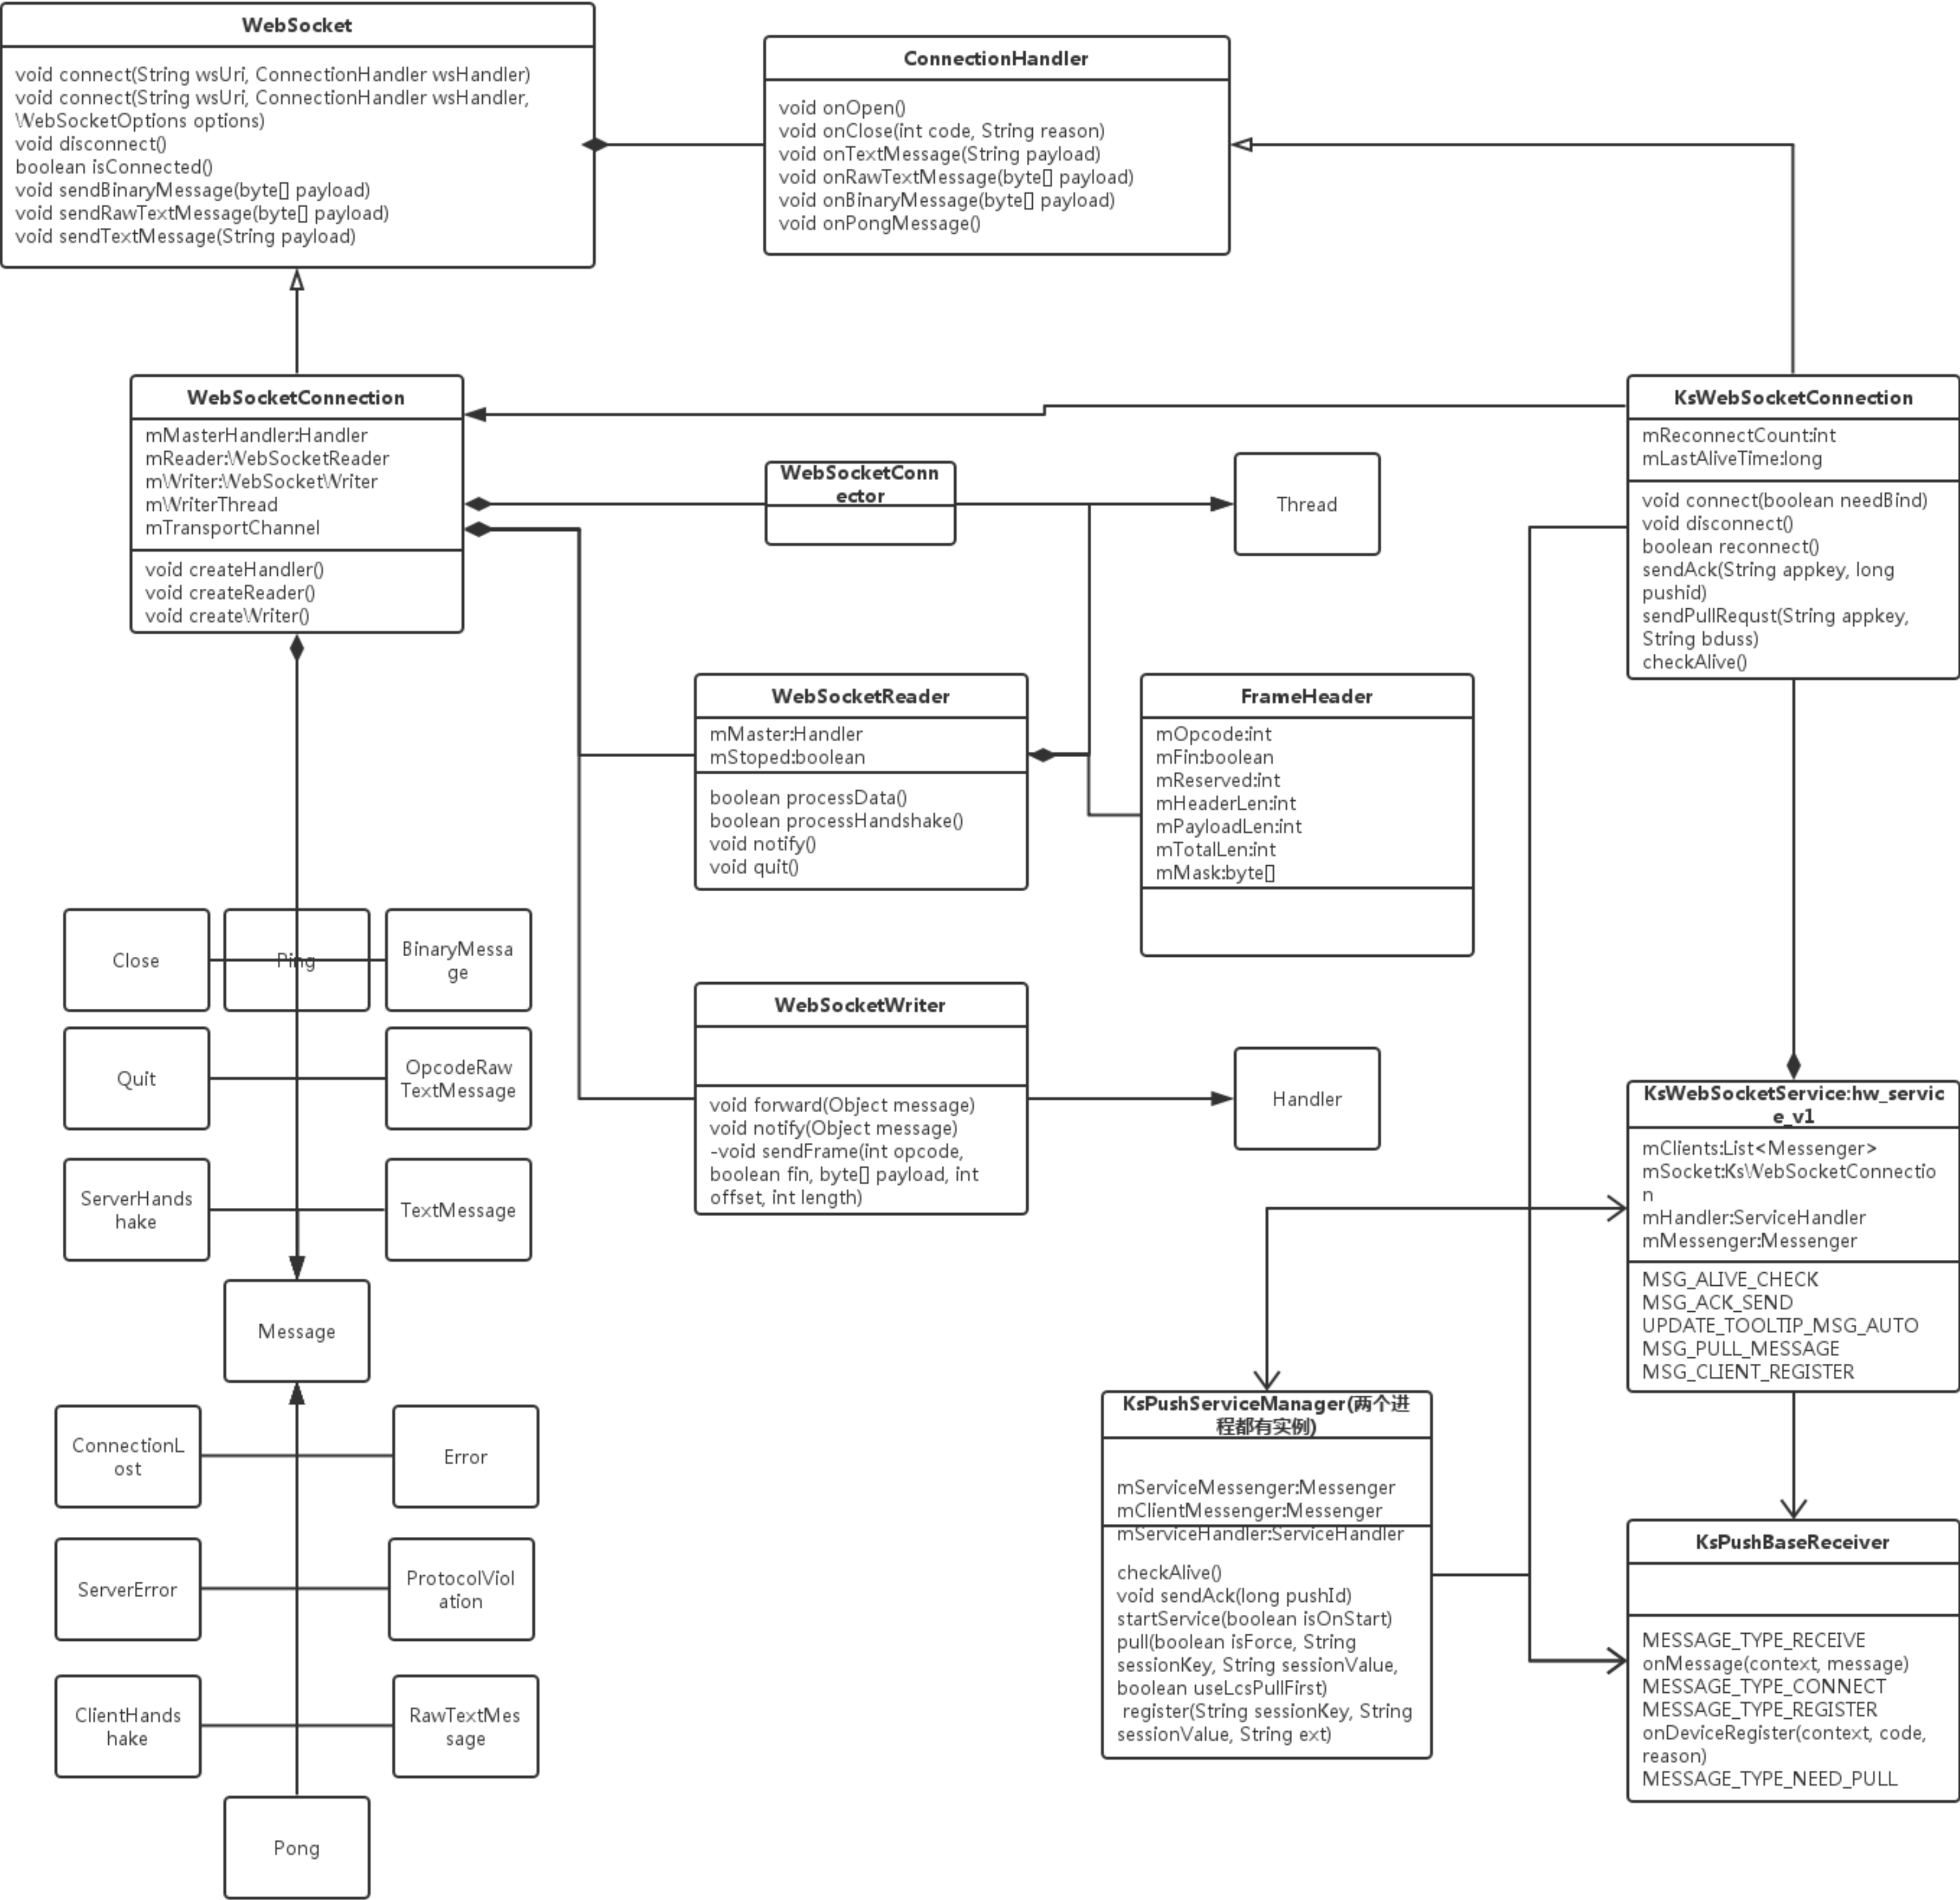 WebSocket
void connect(String wsUri, ConnectionHandler wsHandler)
void connect(String wsUri, ConnectionHandler wsHandler,
WebSocketOptions options)
void disconnect()
boolean isConnected()
void sendBinaryMessage(byte[] payload)
void sendRawTextMessage(byte[] payload)
void sendTextMessage(String payload)
ConnectionHandler
void onOpen()
void onClose(int code, String reason)
void onTextMessage(String payload)
void onRawTextMessage(byte[] payload)
void onBinaryMessage(byte[] payload)
void onPongMessage()
WebSocketConnection
mMasterHandler:Handler
mReader:WebSocketReader
mWriter:WebSocketWriter
mWriterThread
mTransportChannel
void createHandler()
void createReader()
void createWriter()
WebSocketConn
ector
Thread
KsWebSocketConnection
mReconnectCount:int
mLastAliveTime:long
void connect(boolean needBind)
void disconnect()
boolean reconnect()
sendAck(String appkey, long
pushid)
sendPullRequst(String appkey,
String bduss)
checkAlive()
WebSocketReader
mMaster:Handler
mStoped:boolean
boolean processData()
boolean processHandshake()
void notify()
void quit()
FrameHeader
mOpcode:int
mFin:boolean
mReserved:int
mHeaderLen:int
mPayloadLen:int
mTotalLen:int
mMask:byte[]
Close
Ping
BinaryMessa
ge
Quit
OpcodeRaw
TextMessage
ServerHands
hake
TextMessage
Message
WebSocketWriter
void forward(Object message)
void notify(Object message)
-void sendFrame(int opcode,
boolean fin, byte[] payload, int
offset, int length)
Handler
KsWebSocketService:hw_servic
e_v1
mClients:List<Messenger>
mSocket:KsWebSocketConnectio
n
mHandler:ServiceHandler
mMessenger:Messenger
MSG_ALIVE_CHECK
MSG_ACK_SEND
UPDATE_TOOLTIP_MSG_AUTO
MSG_PULL_MESSAGE
MSG_CLIENT_REGISTER
ConnectionL
ost
Error
ServerError
ProtocolViol
ation
ClientHands
hake
RawTextMes
sage
Pong
KsPushServiceManager(两个进
程都有实例)
mServiceMessenger:Messenger
mClientMessenger:Messenger
mServiceHandler:ServiceHandler
checkAlive()
void sendAck(long pushId)
startService(boolean isOnStart)
pull(boolean isForce, String
sessionKey, String sessionValue,
boolean useLcsPullFirst)
register(String sessionKey, String
sessionValue, String ext)
KsPushBaseReceiver
MESSAGE_TYPE_RECEIVE
onMessage(context, message)
MESSAGE_TYPE_CONNECT
MESSAGE_TYPE_REGISTER
onDeviceRegister(context, code,
reason)
MESSAGE_TYPE_NEED_PULL